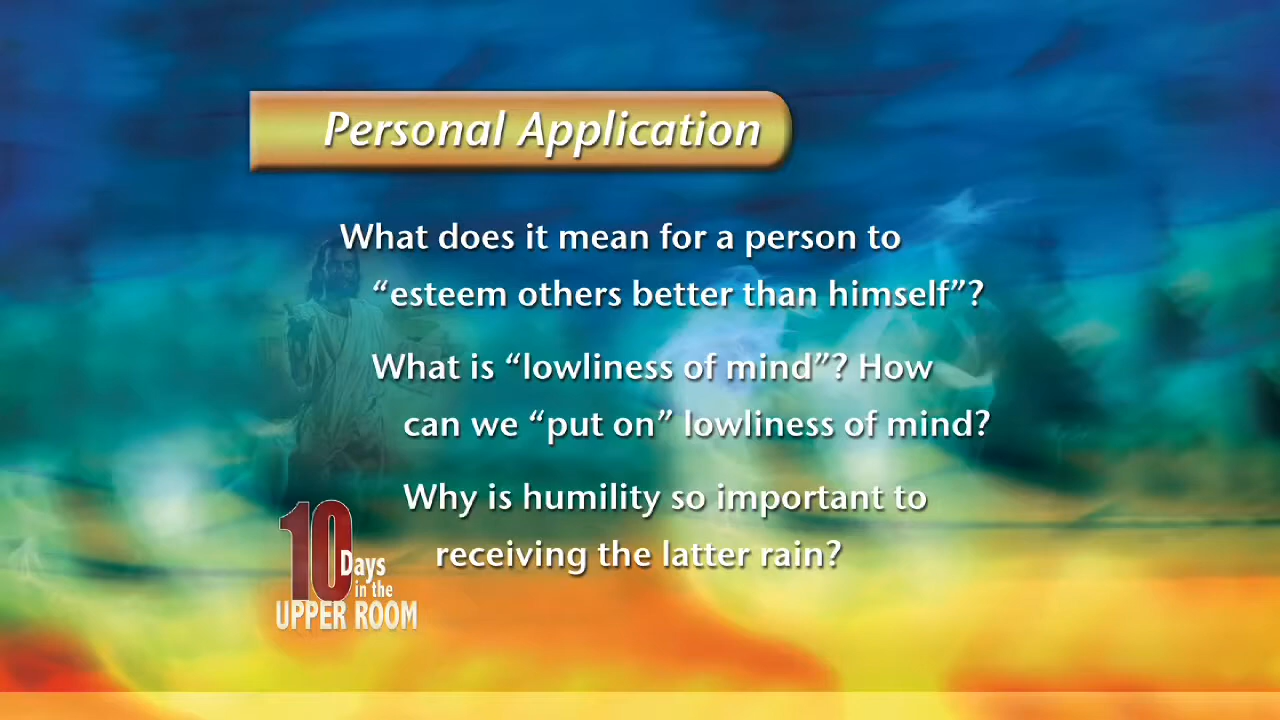 Personal Application
What does it mean for a person to
“esteem others better than himself”?
What is “lowliness of mind”? How
can we “put on” lowliness of mind?
Why is humility so important to
receiving the latter rain?
10
Days
in the
UPPER ROOM